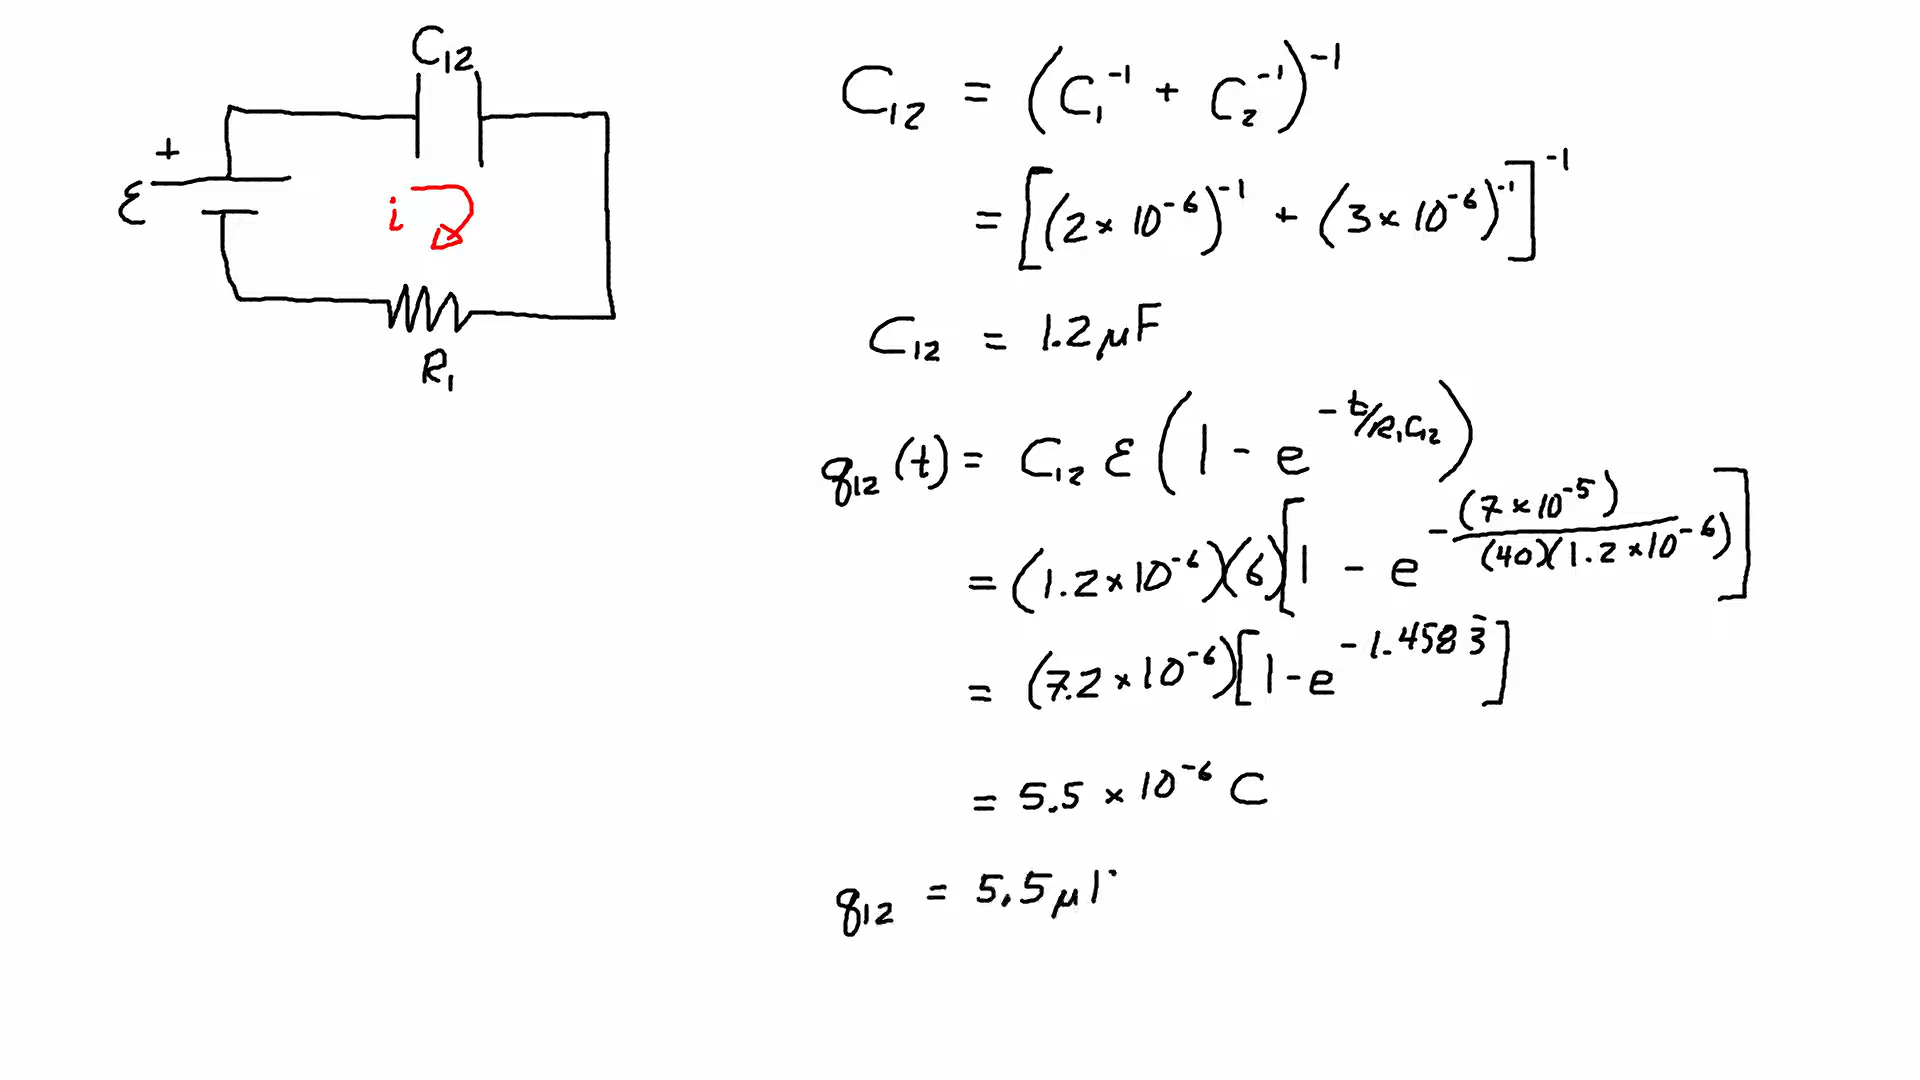 C₁₂
+
ε
i
R₁
C₁₂ = (C₁⁻¹ + C₂⁻¹)⁻¹
= [(2×10⁻⁶)⁻¹ + (3×10⁻⁶)⁻¹]⁻¹
C₁₂ = 1.2μF
q₁₂(t) = C₁₂ ε (1 - e^(-t/R₁C₁₂))
= (1.2×10⁻⁶)(6)[1 - e^(-(7×10⁻⁵)/(40)(1.2×10⁻⁶))]
= (7.2×10⁻⁶)[1-e^(-1.4583̄)]
= 5.5 × 10⁻⁶ C
q₁₂ = 5.5μ